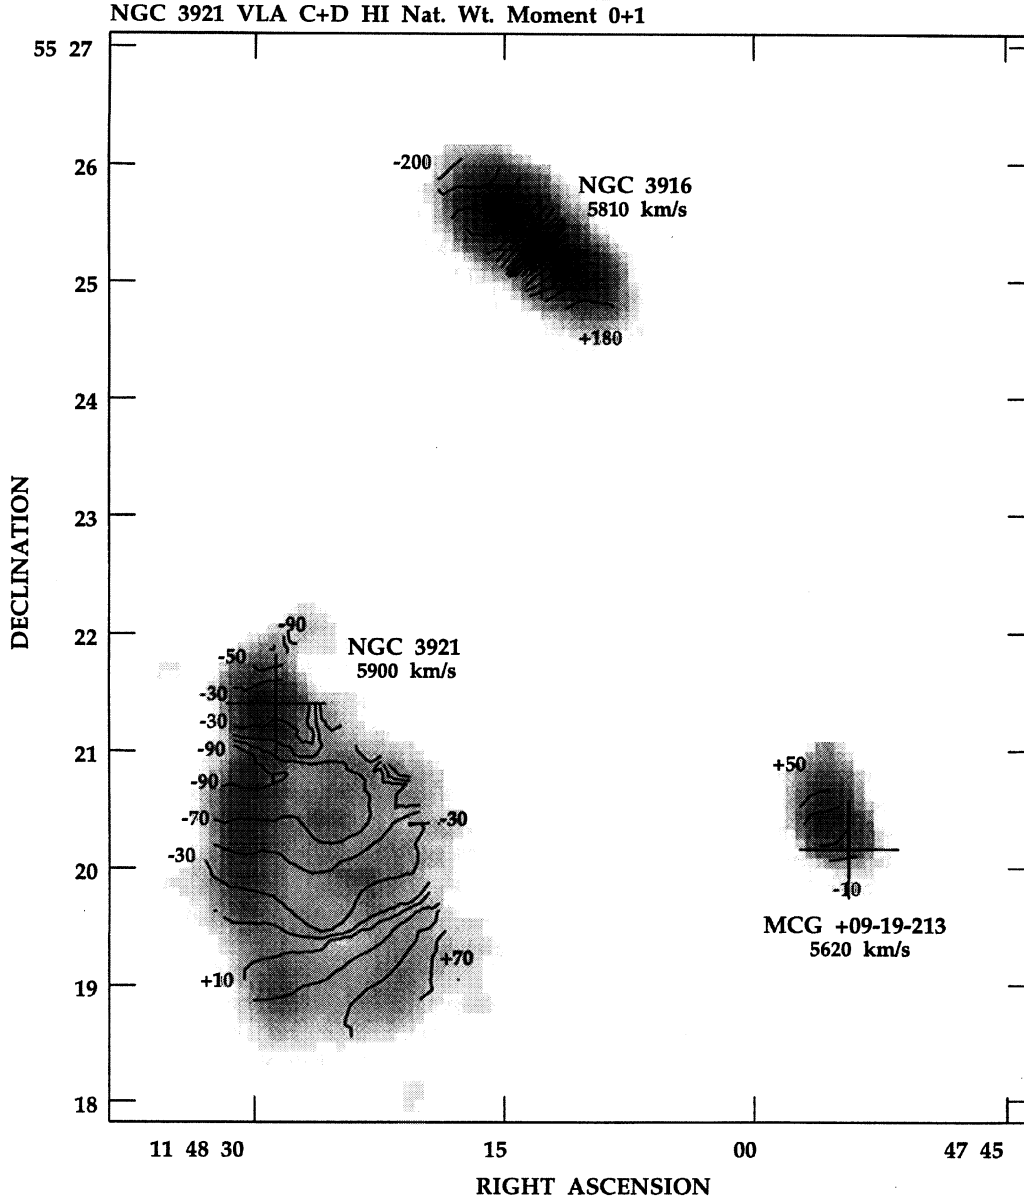 NGC 3921 VLA C+D HI Nat. Wt. Moment 0+1
55 27
26
25
24
23
22
21
20
19
18
DECLINATION
-200
NGC 3916
5810 km/s
+180
-90
NGC 3921
5900 km/s
-50
-30
-30
-90
-90
-70
-30
-30
+10
+70
+50
-10
MCG +09-19-213
5620 km/s
11 48 30
15
00
47 45
RIGHT ASCENSION